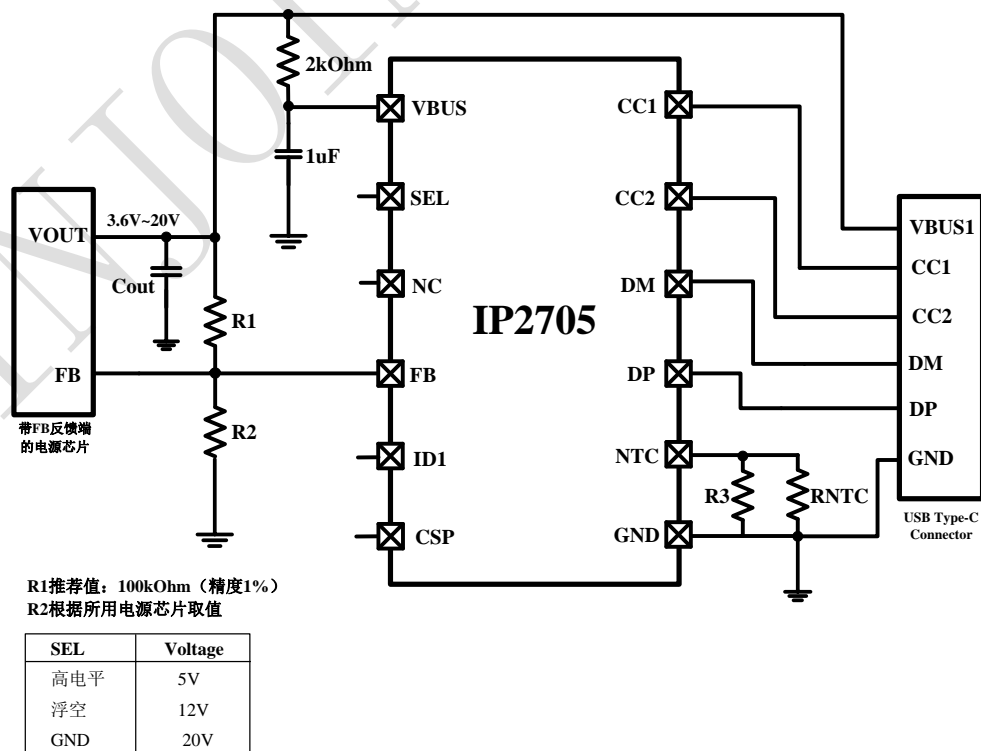 INJOI
2kOhm
VBUS
CC1
1uF
SEL
CC2
VBUS1
3.6V~20V
VOUT
CC1
Cout
NC
DM
CC2
R1
IP2705
FB
FB
DP
DM
DP
带FB反馈端
的电源芯片
R2
ID1
NTC
GND
R3
RNTC
CSP
GND
USB Type-C
Connector
R1推荐值：100kOhm（精度1%）
R2根据所用电源芯片取值
SEL Voltage
高电平 5V
浮空 12V
GND 20V